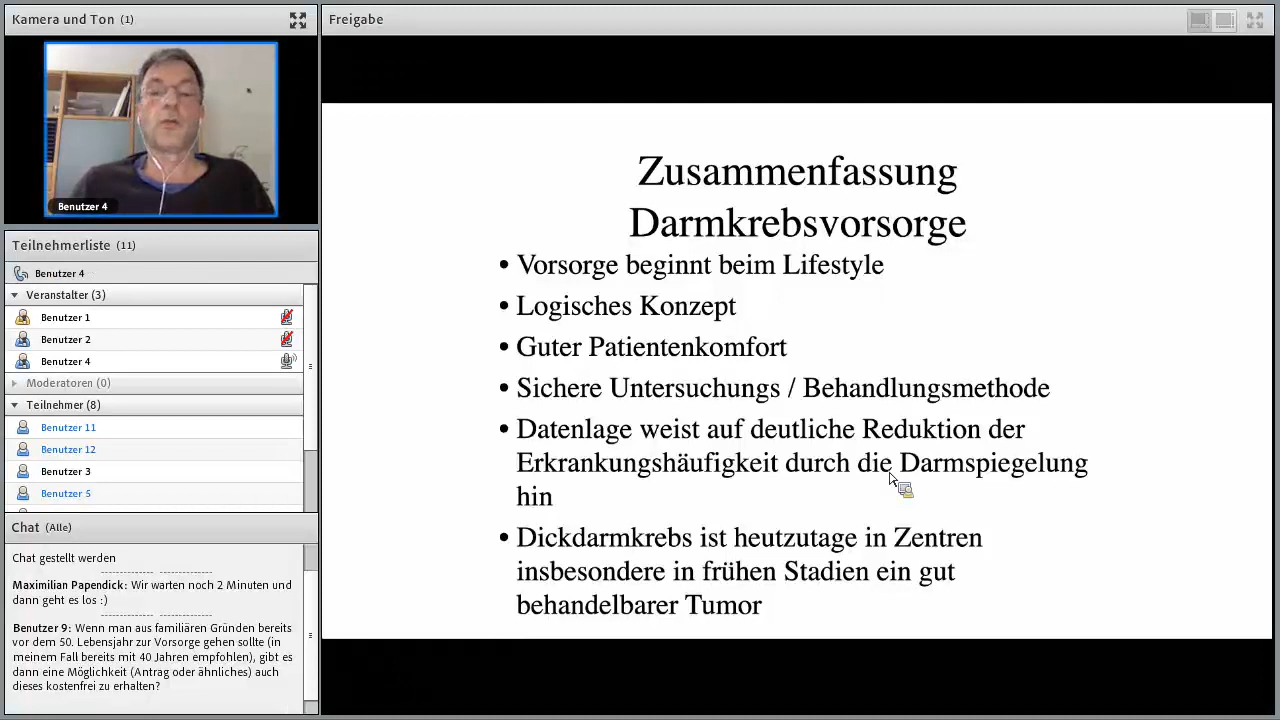 Kamera und Ton (1)
Benutzer 4
Teilnehmerliste (11)
Benutzer 4
Veranstalter (3)
Benutzer 1
Benutzer 2
Benutzer 4
Moderatoren (0)
Teilnehmer (8)
Benutzer 11
Benutzer 12
Benutzer 3
Benutzer 5
Chat (Alle)
Chat gestellt werden
Maximilian Papendick: Wir warten noch 2 Minuten und
dann geht es los :)
Benutzer 9: Wenn man aus familiären Gründen bereits
vor dem 50. Lebensjahr zur Vorsorge gehen sollte (in
meinem Fall bereits mit 40 Jahren empfohlen), gibt es
dann eine Möglichkeit (Antrag oder ähnliches) auch
dieses kostenfrei zu erhalten?
Freigabe
Zusammenfassung
Darmkrebsvorsorge
• Vorsorge beginnt beim Lifestyle
• Logisches Konzept
• Guter Patientenkomfort
• Sichere Untersuchungs / Behandlungsmethode
• Datenlage weist auf deutliche Reduktion der
Erkrankungshäufigkeit durch die Darmspiegelung
hin
• Dickdarmkrebs ist heutzutage in Zentren
insbesondere in frühen Stadien ein gut
behandelbarer Tumor